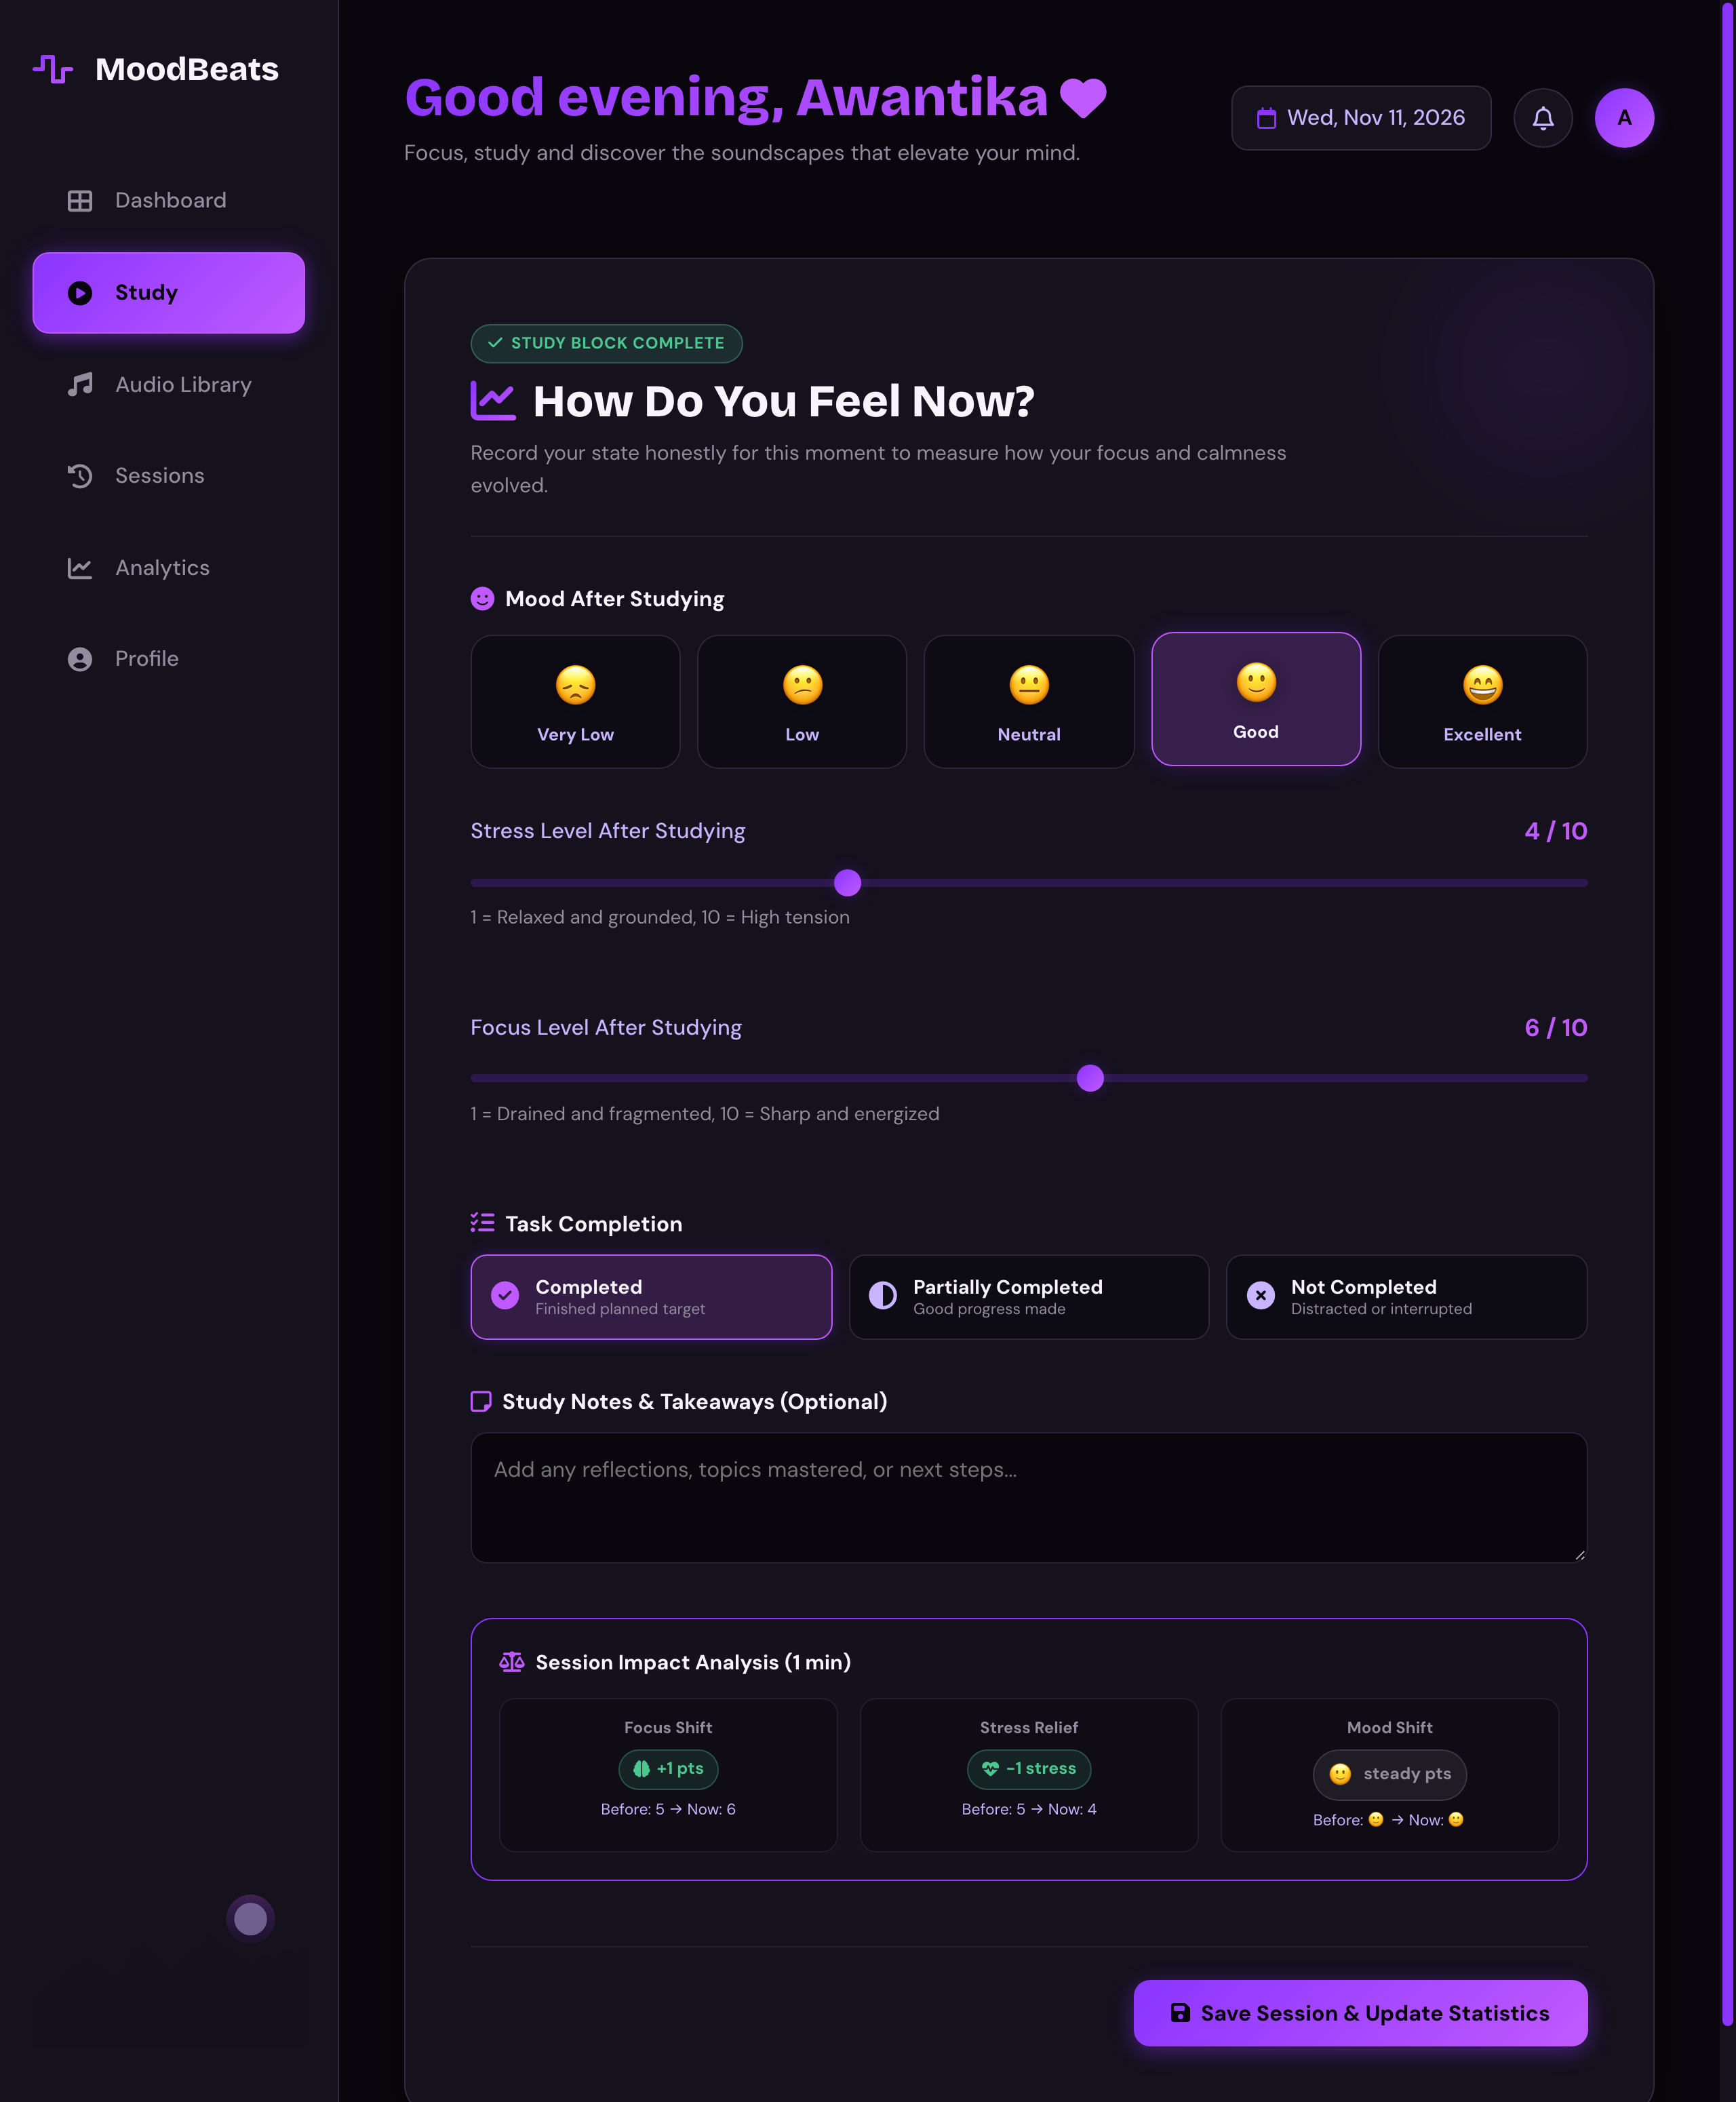 MoodBeats
Dashboard
Study
Audio Library
Sessions
Analytics
Profile
Good evening, Awantika
Focus, study and discover the soundscapes that elevate your mind.
Wed, Nov 11, 2026
A
STUDY BLOCK COMPLETE
How Do You Feel Now?
Record your state honestly for this moment to measure how your focus and calmness
evolved.
Mood After Studying
Very Low
Low
Neutral
Good
Excellent
Stress Level After Studying
4 / 10
1 = Relaxed and grounded, 10 = High tension
Focus Level After Studying
6 / 10
1 = Drained and fragmented, 10 = Sharp and energized
Task Completion
Completed
Finished planned target
Partially Completed
Good progress made
Not Completed
Distracted or interrupted
Study Notes & Takeaways (Optional)
Add any reflections, topics mastered, or next steps...
Session Impact Analysis (1 min)
Focus Shift
+1 pts
Before: 5 → Now: 6
Stress Relief
-1 stress
Before: 5 → Now: 4
Mood Shift
🙂 steady pts
Before: 🙂 → Now: 🙂
Save Session & Update Statistics